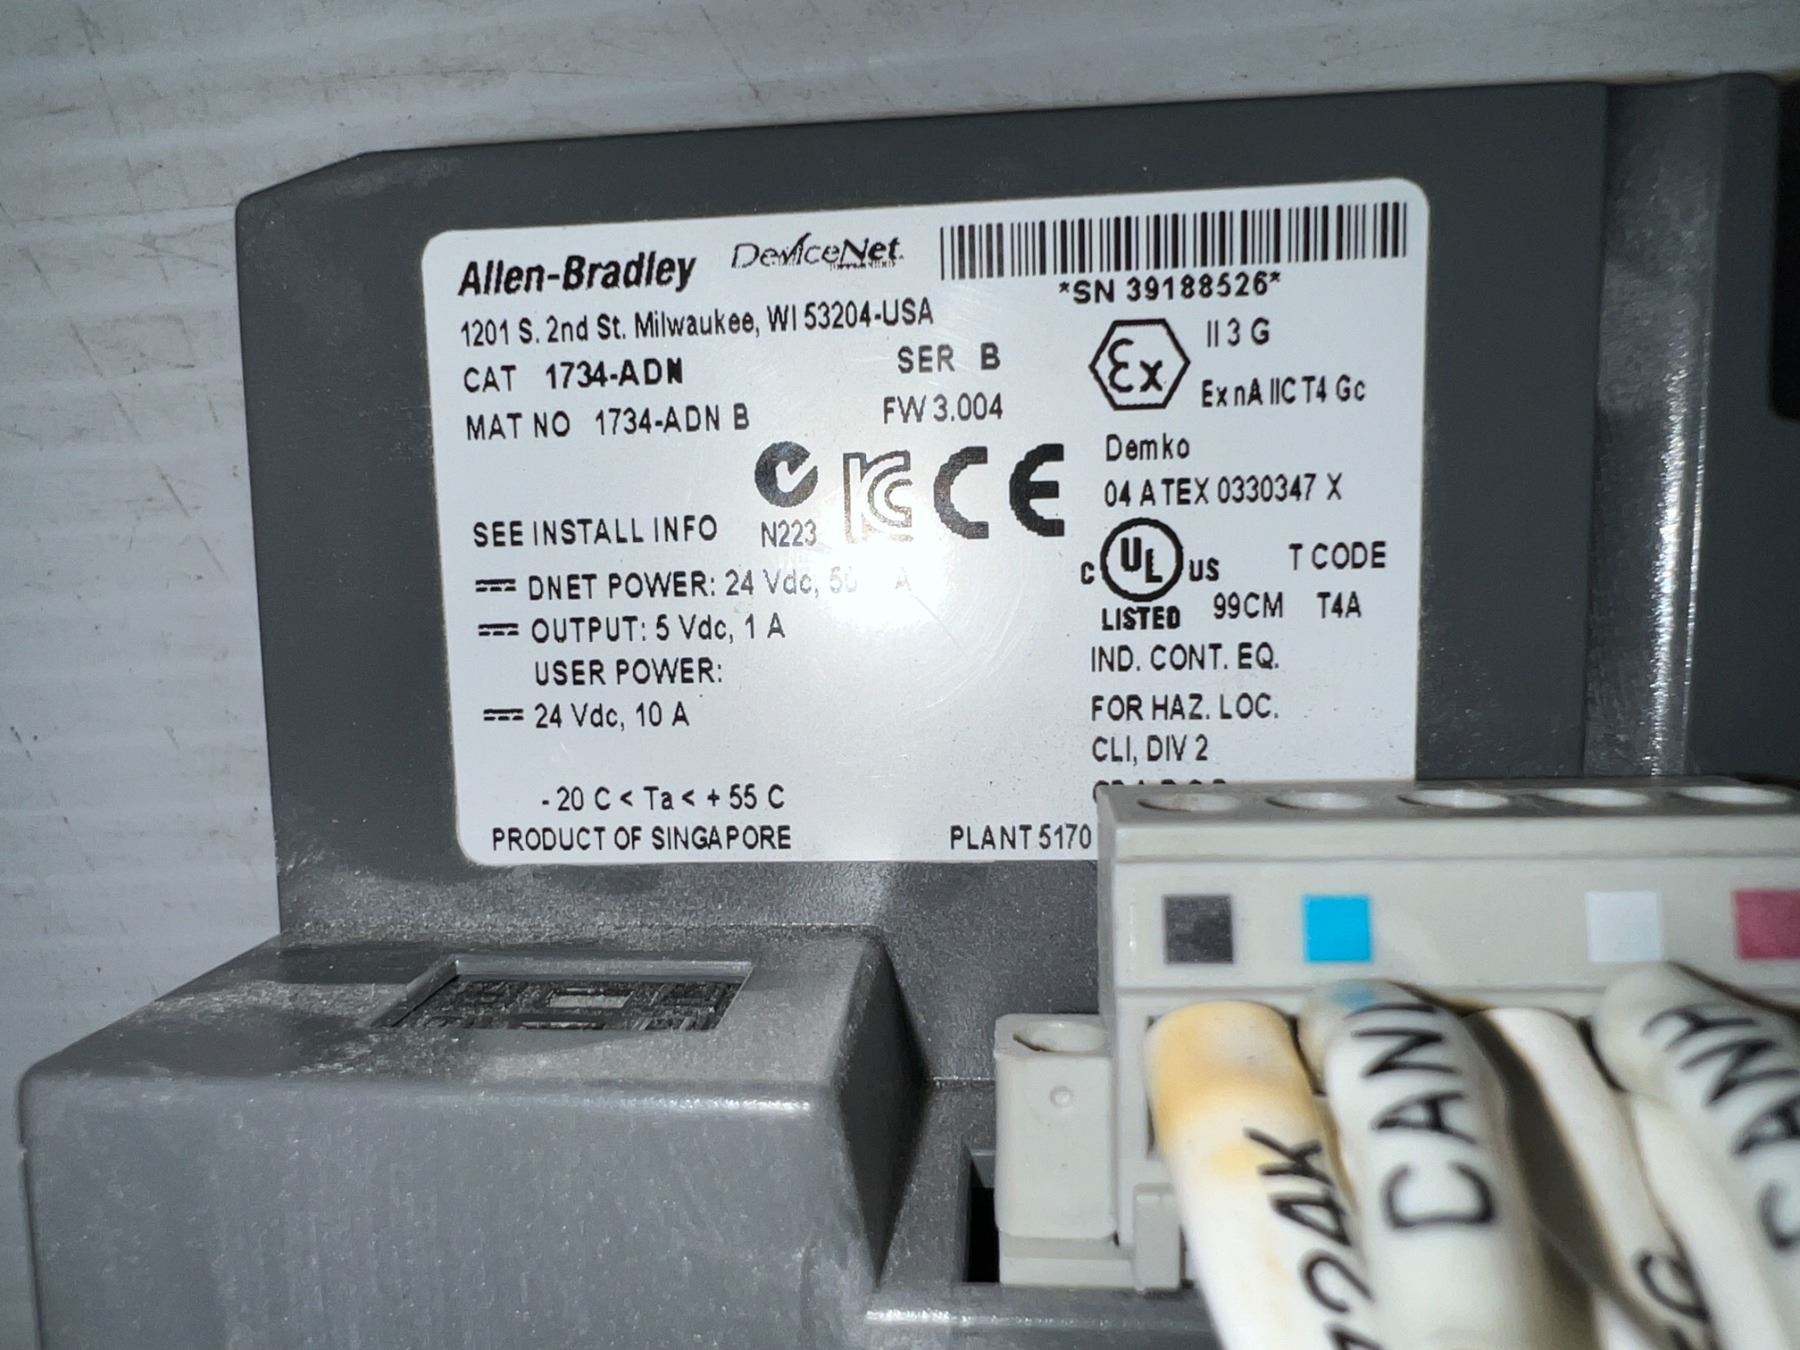 Allen-Bradley DeviceNet
*SN 39188526*
1201 S. 2nd St. Milwaukee, WI 53204-USA
CAT 1734-ADN SER B
MAT NO 1734-ADN B FW 3.004
Ex II 3 G
Ex nA IIC T4 Gc
Demko
04 ATEX 0330347 X
SEE INSTALL INFO N223 CE
C UL US T CODE
LISTED 99CM T4A
DNET POWER: 24 Vdc,
OUTPUT: 5 Vdc, 1 A
USER POWER:
24 Vdc, 10 A
IND. CONT. EQ.
FOR HAZ. LOC.
CLI, DIV 2
- 20 C < Ta < + 55 C
PRODUCT OF SINGAPORE PLANT 5170
CANH